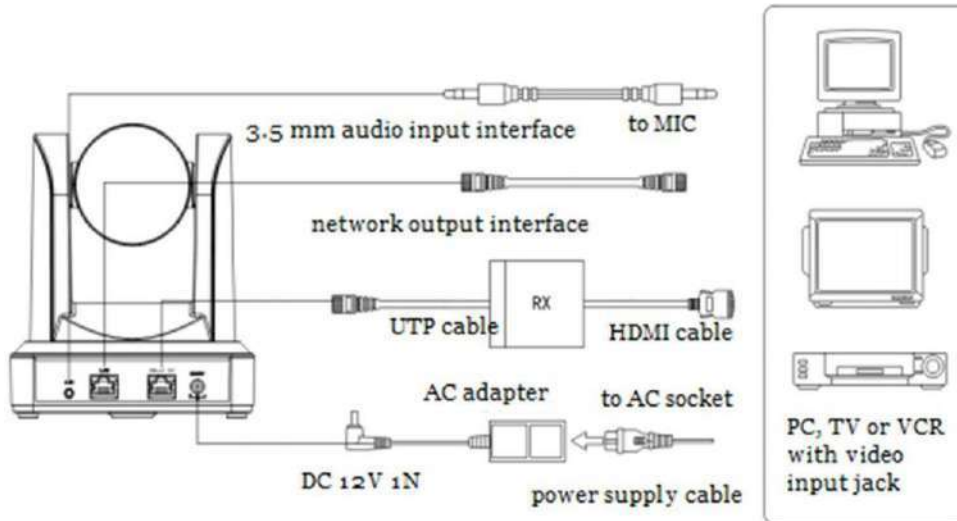 3.5 mm audio input interface
to MIC
network output interface
UTP cable
RX
HDMI cable
AC adapter
to AC socket
DC 12V 1N
power supply cable
PC, TV or VCR
with video
input jack